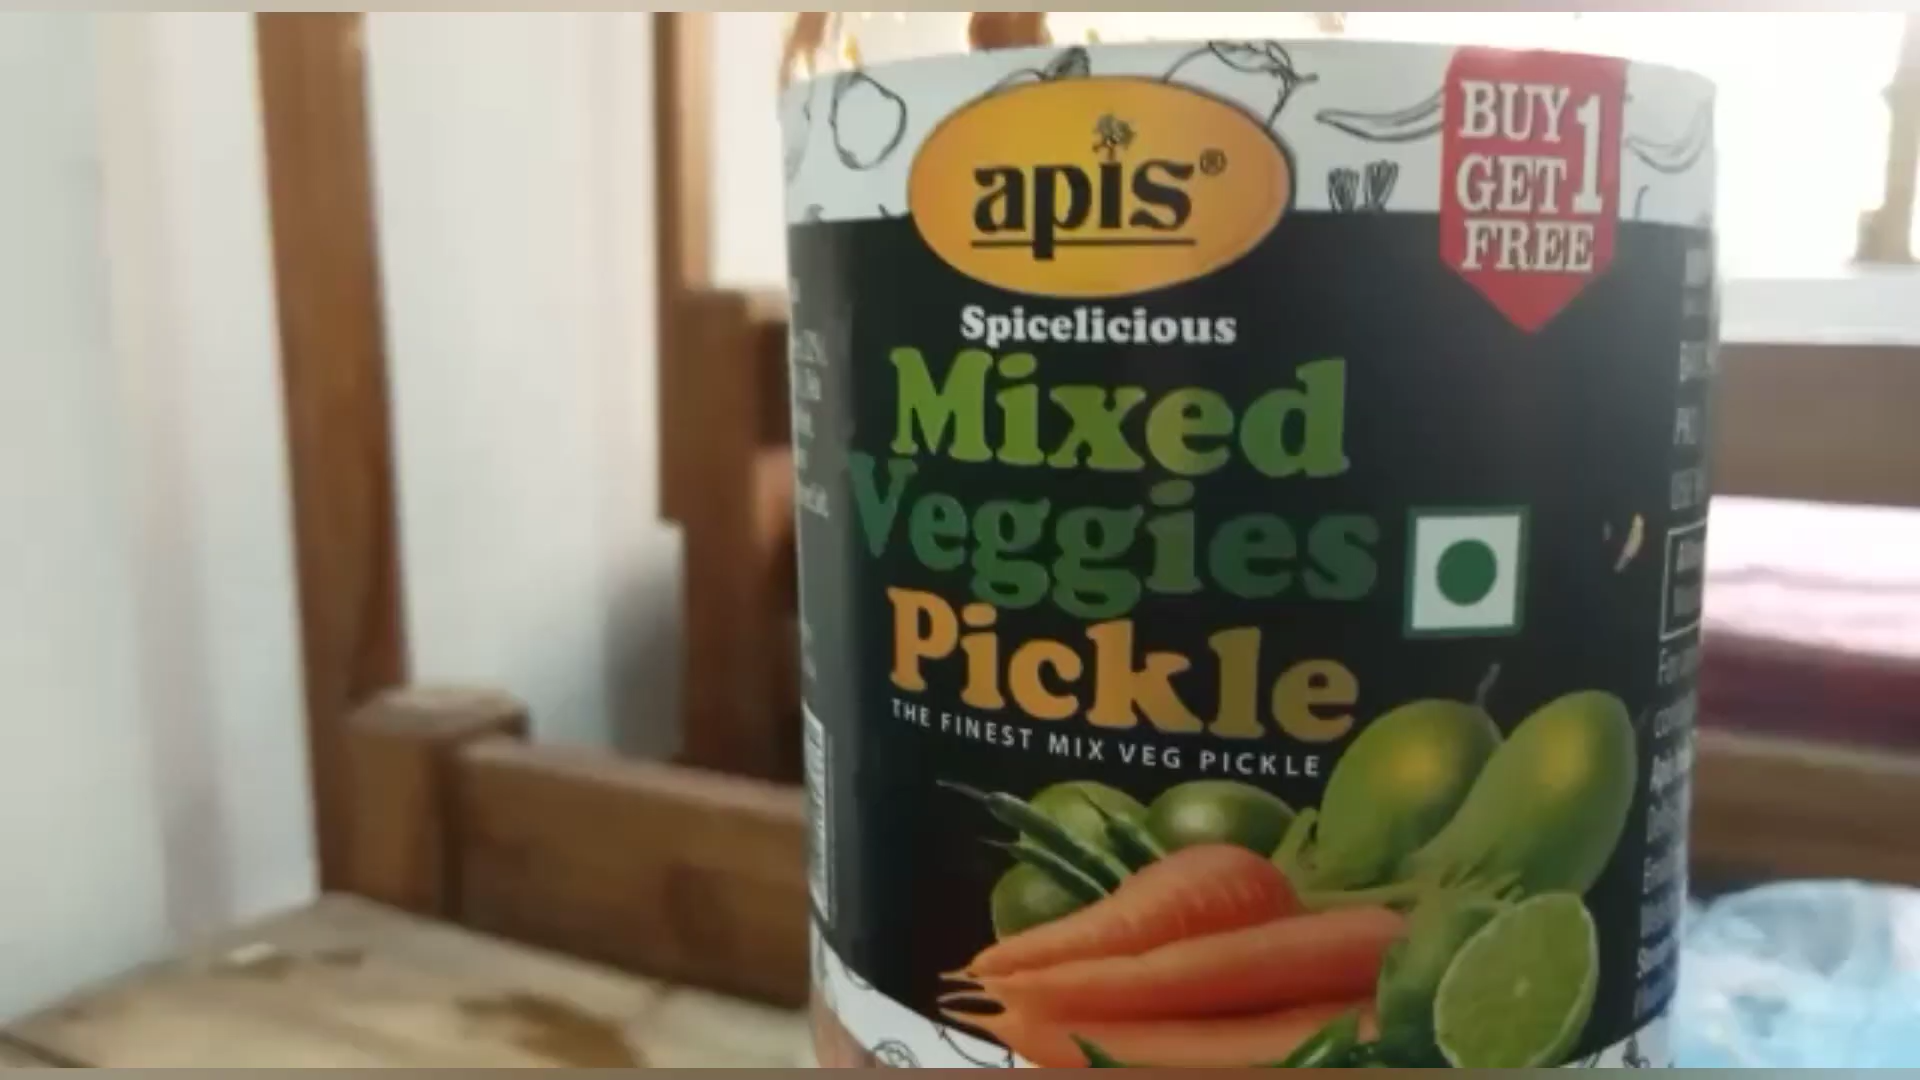 apis®
BUY 1
GET 1
FREE
Spicelicious
Mixed
Veggies
Pickle
THE FINEST MIX VEG PICKLE